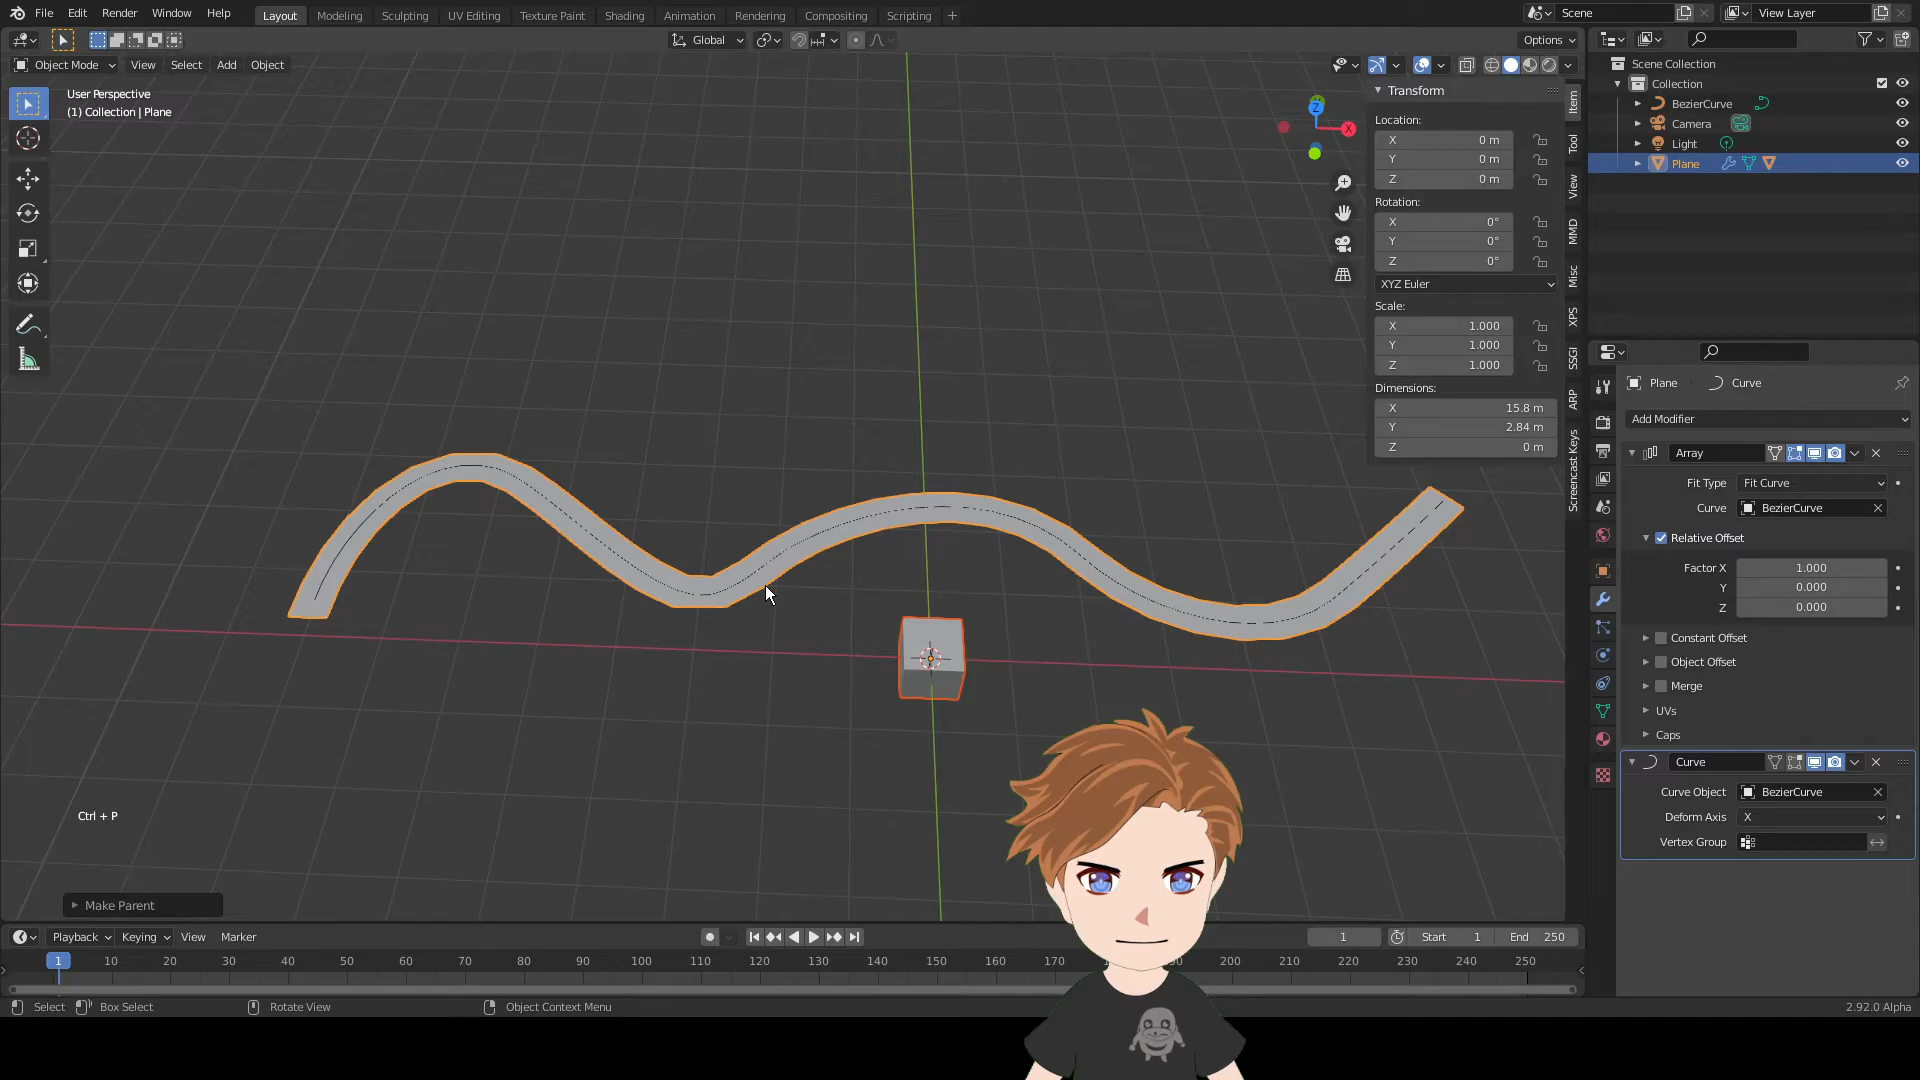 File Edit Render Window Help Layout Modeling Sculpting UV Editing Texture Paint Shading Animation Rendering Compositing Scripting + Scene View Layer
Global Options
Object Mode View Select Add Object
User Perspective
(1) Collection | Plane
Scene Collection
Collection
BezierCurve
Camera
Light
Plane
Transform
Location:
X 0 m
Y 0 m
Z 0 m
Rotation:
X 0°
Y 0°
Z 0°
XYZ Euler
Scale:
X 1.000
Y 1.000
Z 1.000
Dimensions:
X 15.8 m
Y 2.84 m
Z 0 m
Item
Tool
View
MMD
Misc
XPS
SSGI
ARP
Screencast Keys
Z
X
Plane Curve
Add Modifier
Array
Fit Type Fit Curve
Curve BezierCurve
Relative Offset
Factor X 1.000
Y 0.000
Z 0.000
Constant Offset
Object Offset
Merge
UVs
Caps
Curve
Curve Object BezierCurve
Deform Axis X
Vertex Group
Ctrl + P
Make Parent
Playback Keying View Marker 1 Start 1 End 250
1 10 20 30 40 50 60 70 80 90 100 110 120 130 140 150 160 170 200 210 220 230 240 250
Select Box Select Rotate View Object Context Menu 2.92.0 Alpha